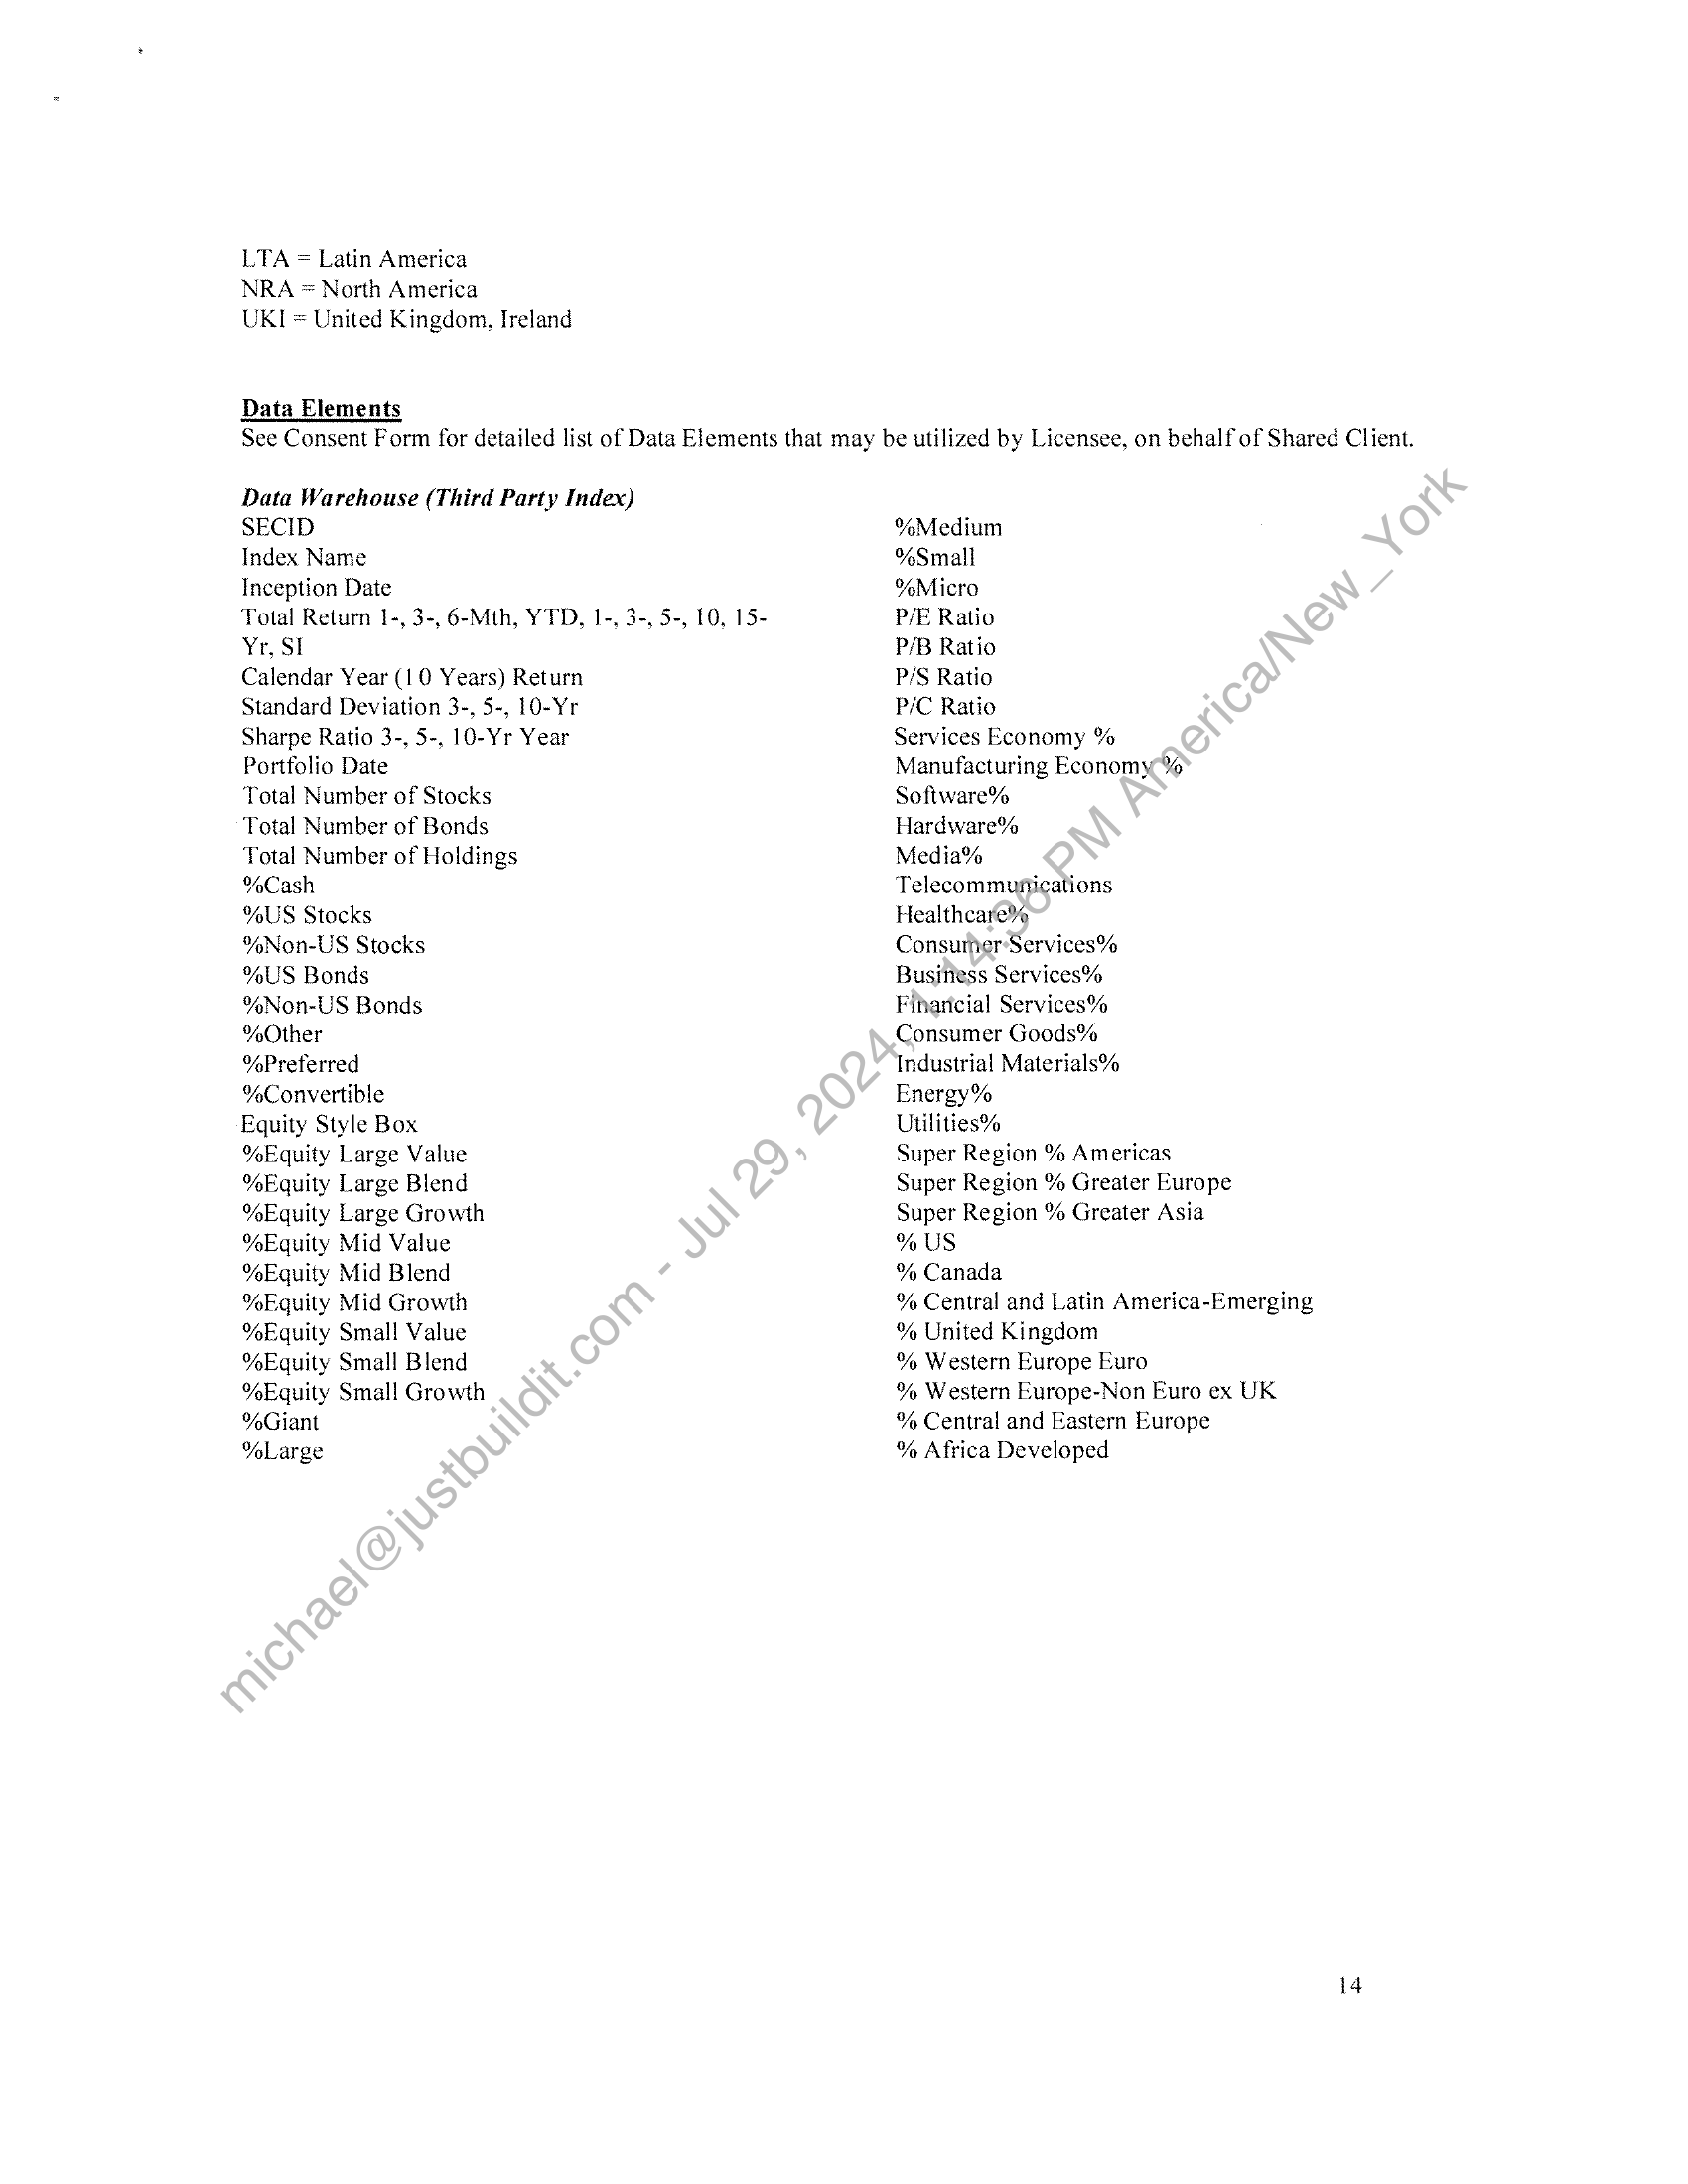 LTA = Latin America
NRA = North America
UKI = United Kingdom, Ireland
Data Elements
See Consent Form for detailed list of Data Elements that may be utilized by Licensee, on behalf of Shared Client.
Data Warehouse (Third Party Index)
SECID
Index Name
Inception Date
Total Return 1-, 3-, 6-Mth, YTD, 1-, 3-, 5-, 10, 15-
Yr, SI
Calendar Year (10 Years) Return
Standard Deviation 3-, 5-, 10-Yr
Sharpe Ratio 3-, 5-, 10-Yr Year
Portfolio Date
Total Number of Stocks
Total Number of Bonds
Total Number of Holdings
%Cash
%US Stocks
%Non-US Stocks
%US Bonds
%Non-US Bonds
%Other
%Preferred
%Convertible
Equity Style Box
%Equity Large Value
%Equity Large Blend
%Equity Large Growth
%Equity Mid Value
%Equity Mid Blend
%Equity Mid Growth
%Equity Small Value
%Equity Small Blend
%Equity Small Growth
%Giant
%Large
%Medium
%Small
%Micro
P/E Ratio
P/B Ratio
P/S Ratio
P/C Ratio
Services Economy %
Manufacturing Economy %
Software%
Hardware%
Media%
Telecommunications
Healthcare%
Consumer Services%
Business Services%
Financial Services%
Consumer Goods%
Industrial Materials%
Energy%
Utilities%
Super Region % Americas
Super Region % Greater Europe
Super Region % Greater Asia
% US
% Canada
% Central and Latin America-Emerging
% United Kingdom
% Western Europe Euro
% Western Europe-Non Euro ex UK
% Central and Eastern Europe
% Africa Developed
michael@justbuildit.com - Jul 29, 2024, 1:14:36 PM America/New_York
14